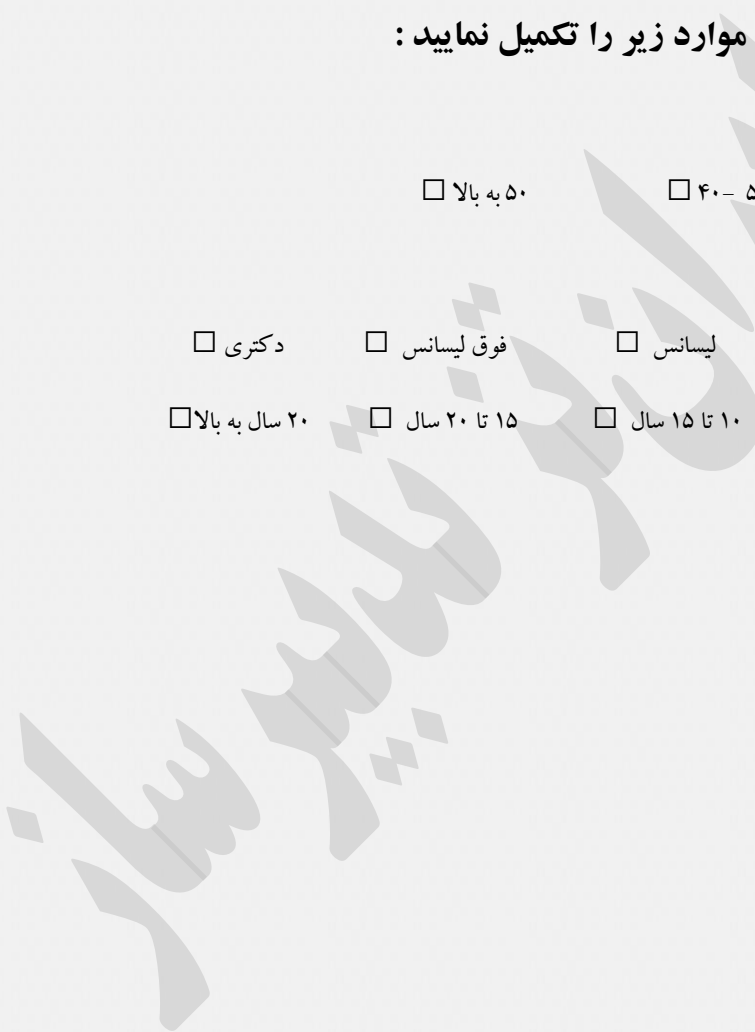 موارد زیر را تکمیل نمایید :
۴۰- ۵ □ ۵۰ به بالا □
لیسانس □ فوق لیسانس □ دکتری □
۱۰ تا ۱۵ سال □ ۱۵ تا ۲۰ سال □ ۲۰ سال به بالا□